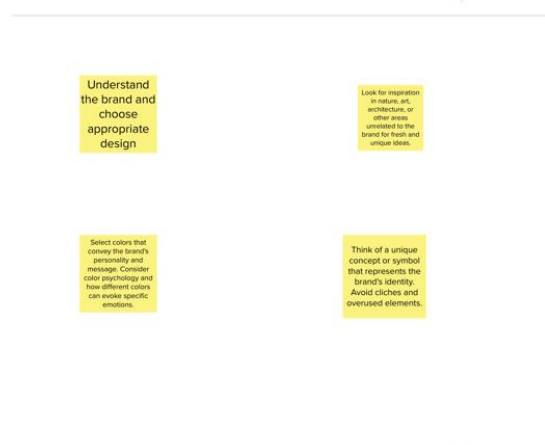 Understand
the brand and
choose
appropriate
design
Look for inspiration
in nature, art,
architecture, or
other areas
unrelated to the
brand for fresh and
unique ideas.
Select colors that
convey the brand's
personality and
message. Consider
color psychology and
how different colors
can evoke specific
emotions.
Think of a unique
concept or symbol
that represents the
brand's identity.
Avoid cliches and
overused elements.